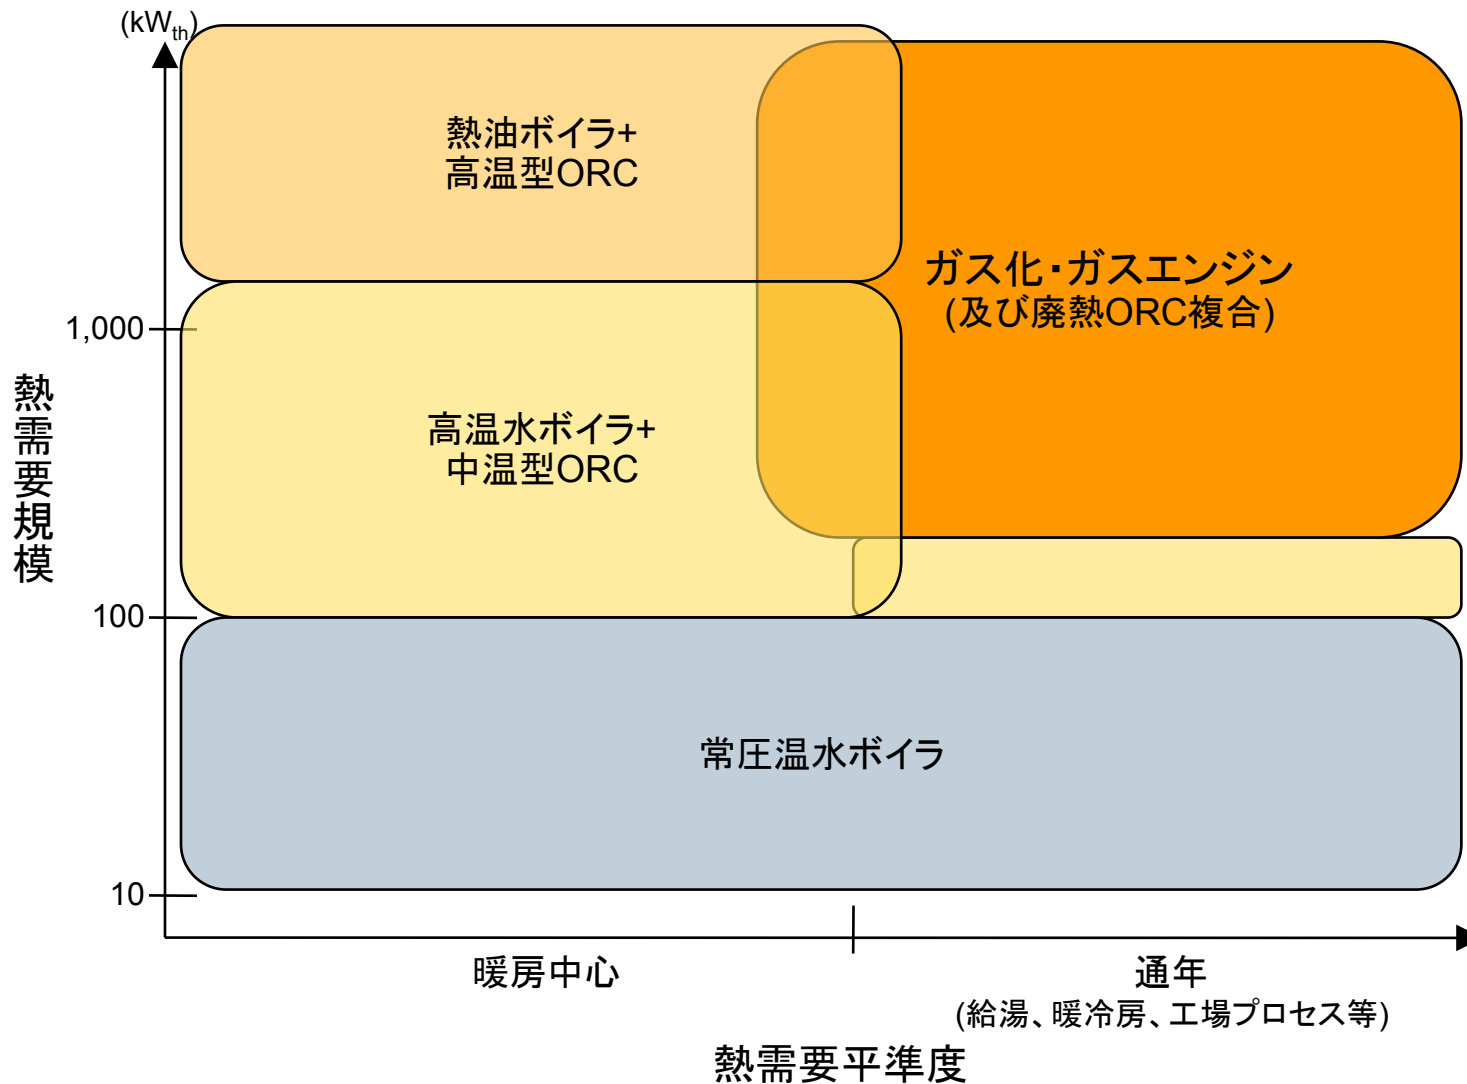 (kWth)
熱油ボイラ+
高温型ORC
ガス化・ガスエンジン
(及び廃熱ORC複合)
1,000
熱需要規模
高温水ボイラ+
中温型ORC
100
常圧温水ボイラ
10
暖房中心
通年
(給湯、暖冷房、工場プロセス等)
熱需要平準度